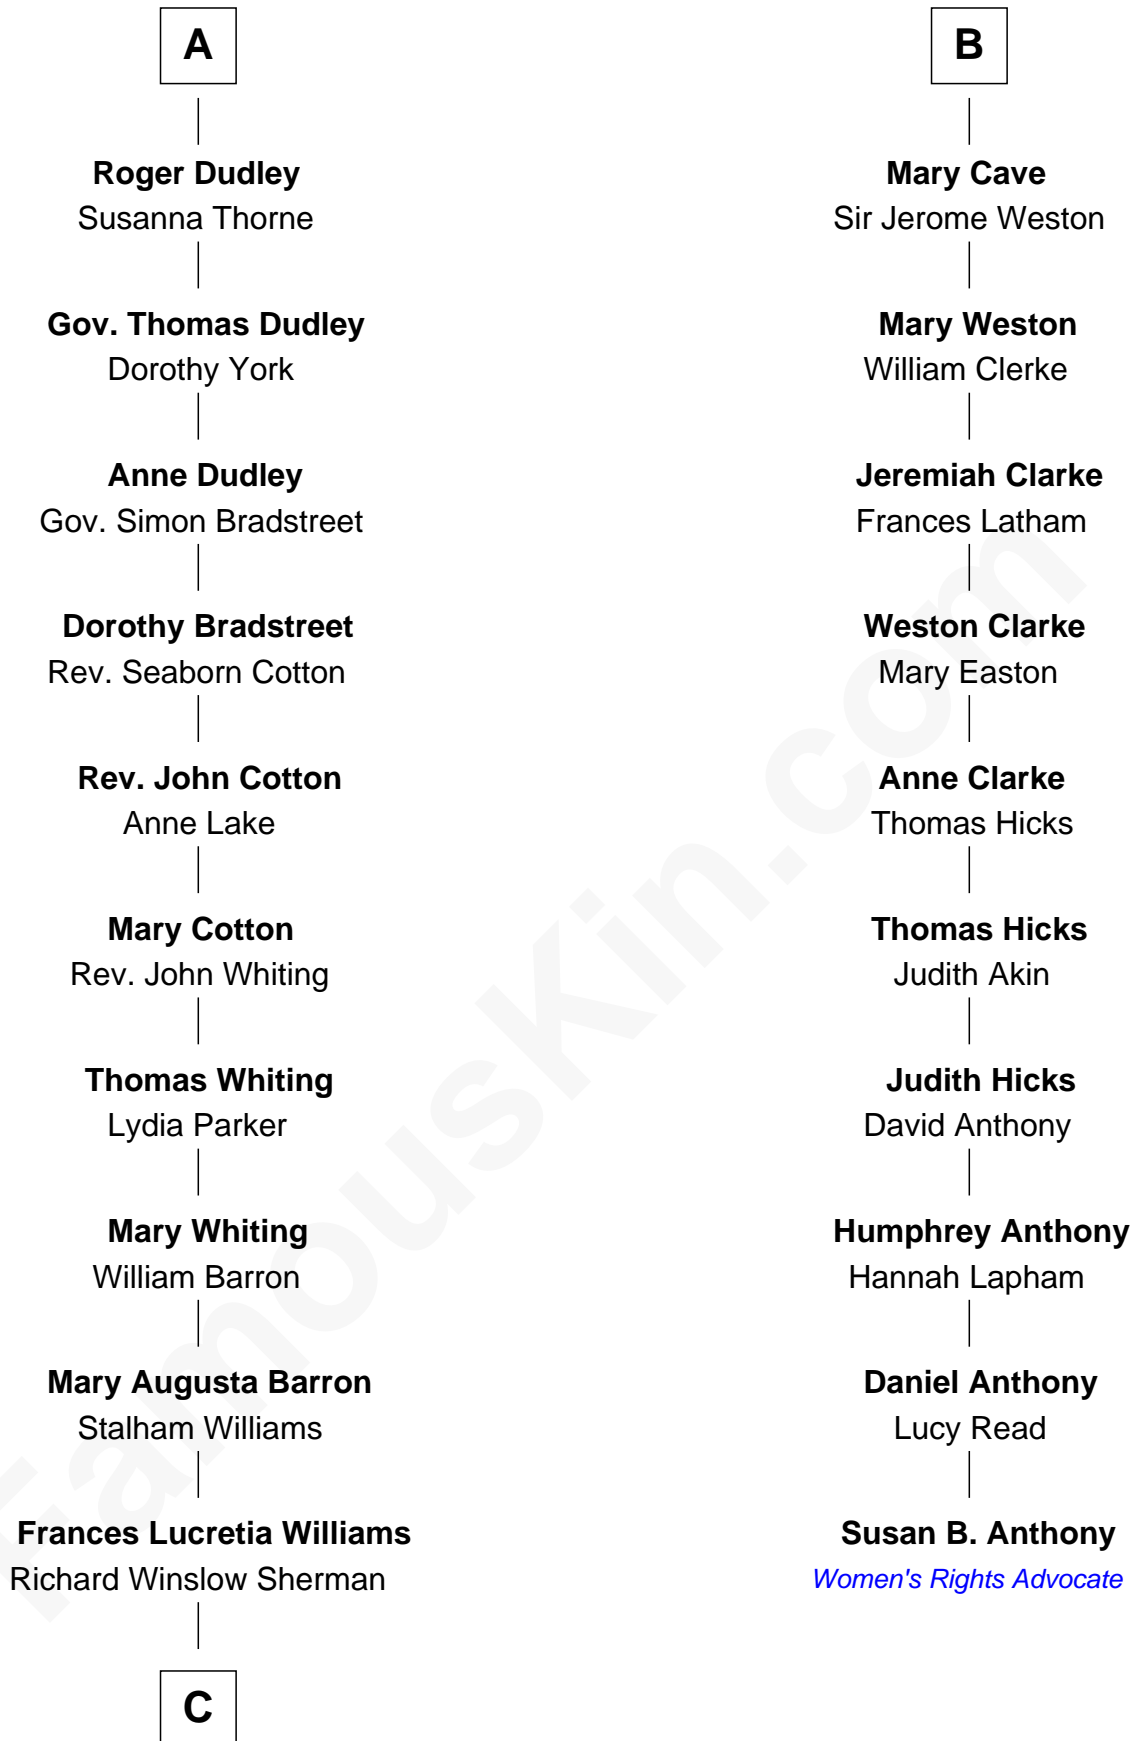 A
Roger Dudley
Susanna Thorne
Gov. Thomas Dudley
Dorothy York
Anne Dudley
Gov. Simon Bradstreet
Dorothy Bradstreet
Rev. Seaborn Cotton
Rev. John Cotton
Anne Lake
Mary Cotton
Rev. John Whiting
Thomas Whiting
Lydia Parker
Mary Whiting
William Barron
Mary Augusta Barron
Stalham Williams
Frances Lucretia Williams
Richard Winslow Sherman
C
B
Mary Cave
Sir Jerome Weston
Mary Weston
William Clerke
Jeremiah Clarke
Frances Latham
Weston Clarke
Mary Easton
Anne Clarke
Thomas Hicks
Thomas Hicks
Judith Akin
Judith Hicks
David Anthony
Humphrey Anthony
Hannah Lapham
Daniel Anthony
Lucy Read
Susan B. Anthony
Women's Rights Advocate
FamousKin.com